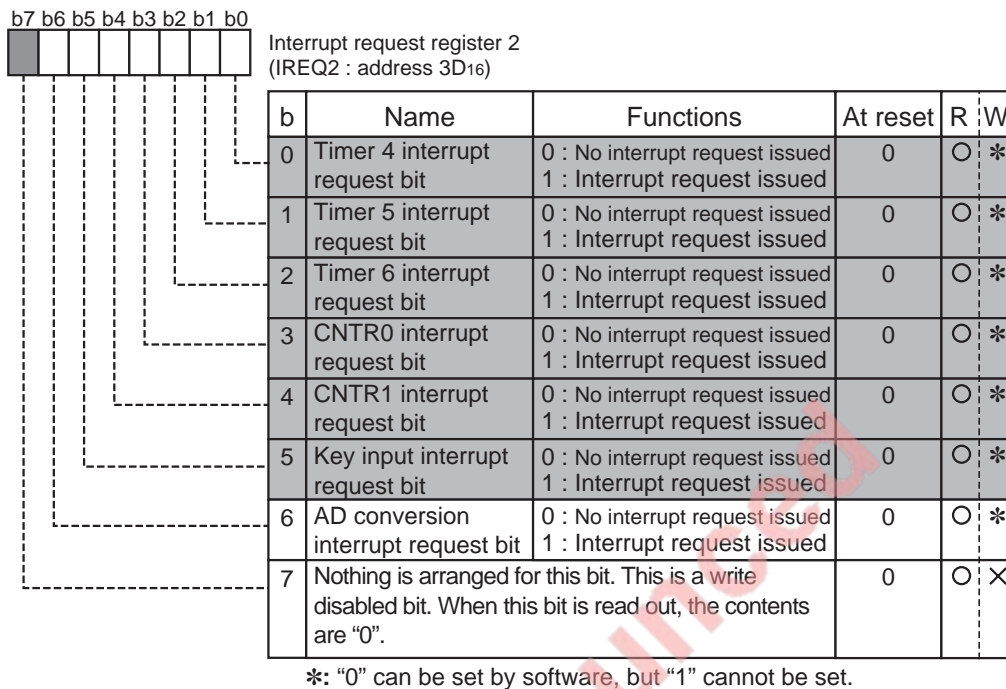 b7 b6 b5 b4 b3 b2 b1 b0
Interrupt request register 2
(IREQ2 : address 3D16)
b Name Functions At reset R W
0 Timer 4 interrupt request bit 0 : No interrupt request issued 1 : Interrupt request issued 0 ○ ✻
1 Timer 5 interrupt request bit 0 : No interrupt request issued 1 : Interrupt request issued 0 ○ ✻
2 Timer 6 interrupt request bit 0 : No interrupt request issued 1 : Interrupt request issued 0 ○ ✻
3 CNTR0 interrupt request bit 0 : No interrupt request issued 1 : Interrupt request issued 0 ○ ✻
4 CNTR1 interrupt request bit 0 : No interrupt request issued 1 : Interrupt request issued 0 ○ ✻
5 Key input interrupt request bit 0 : No interrupt request issued 1 : Interrupt request issued 0 ○ ✻
6 AD conversion interrupt request bit 0 : No interrupt request issued 1 : Interrupt request issued 0 ○ ✻
7 Nothing is arranged for this bit. This is a write 0 ○ ×
disabled bit. When this bit is read out, the contents
are “0”.
✻: “0” can be set by software, but “1” cannot be set.